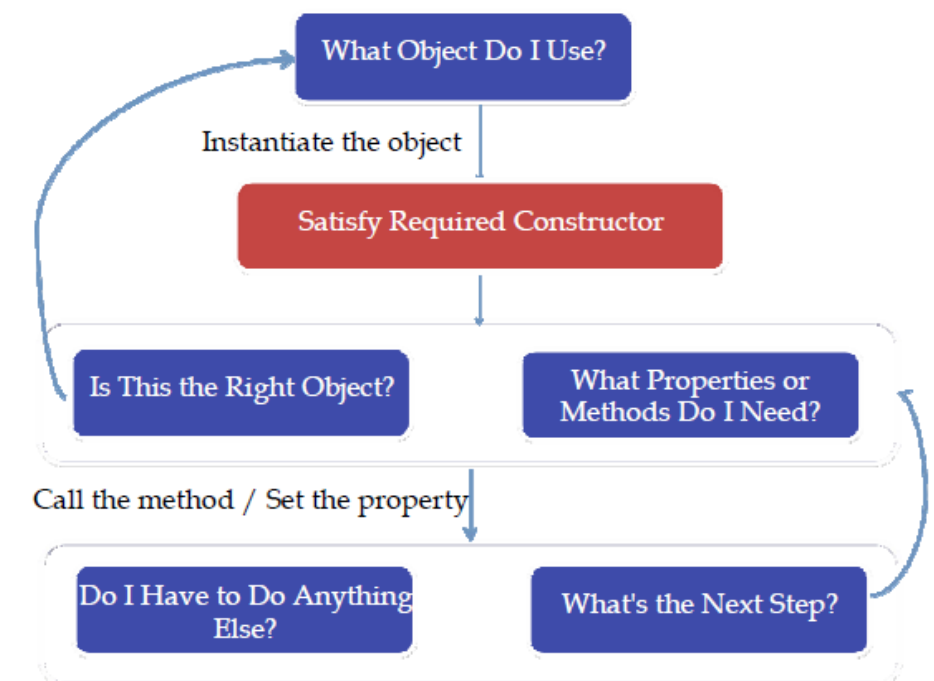 What Object Do I Use?
Instantiate the object
Satisfy Required Constructor
Is This the Right Object?
What Properties or
Methods Do I Need?
Call the method / Set the property
Do I Have to Do Anything
Else?
What's the Next Step?